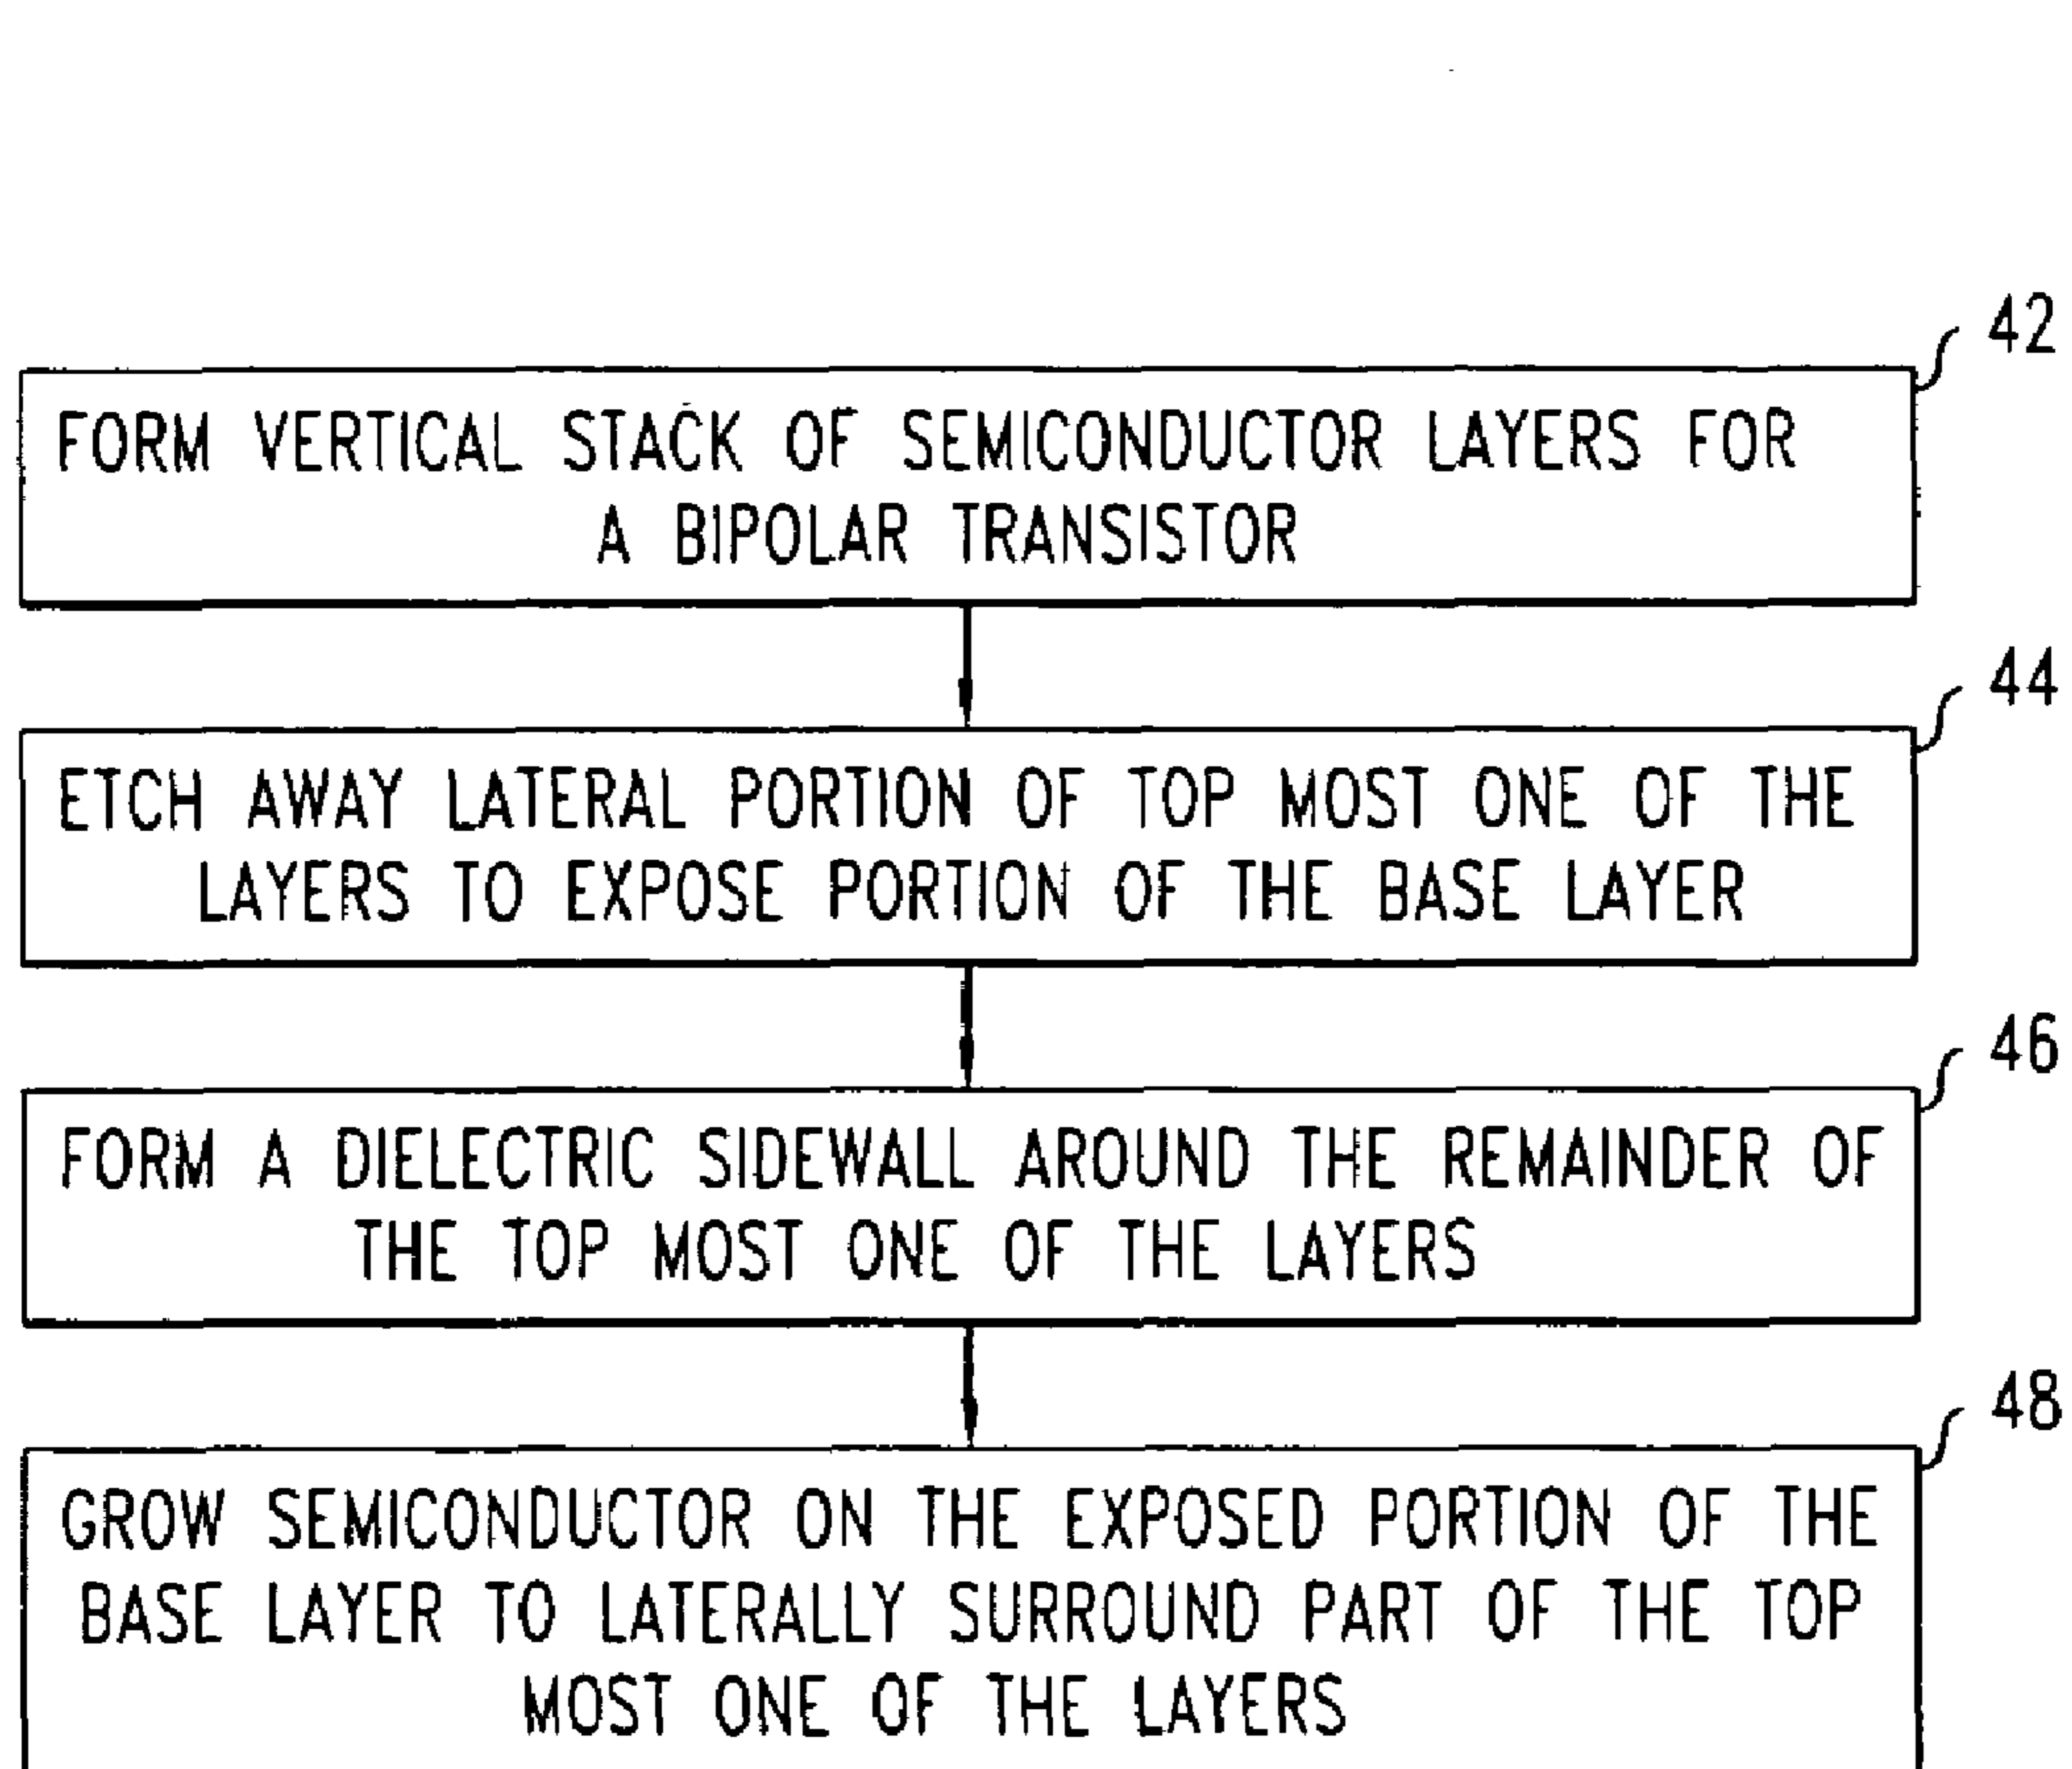 42
FORM VERTICAL STACK OF SEMICONDUCTOR LAYERS FOR
A BIPOLAR TRANSISTOR
44
ETCH AWAY LATERAL PORTION OF TOP MOST ONE OF THE
LAYERS TO EXPOSE PORTION OF THE BASE LAYER
46
FORM A DIELECTRIC SIDEWALL AROUND THE REMAINDER OF
THE TOP MOST ONE OF THE LAYERS
48
GROW SEMICONDUCTOR ON THE EXPOSED PORTION OF THE
BASE LAYER TO LATERALLY SURROUND PART OF THE TOP
MOST ONE OF THE LAYERS